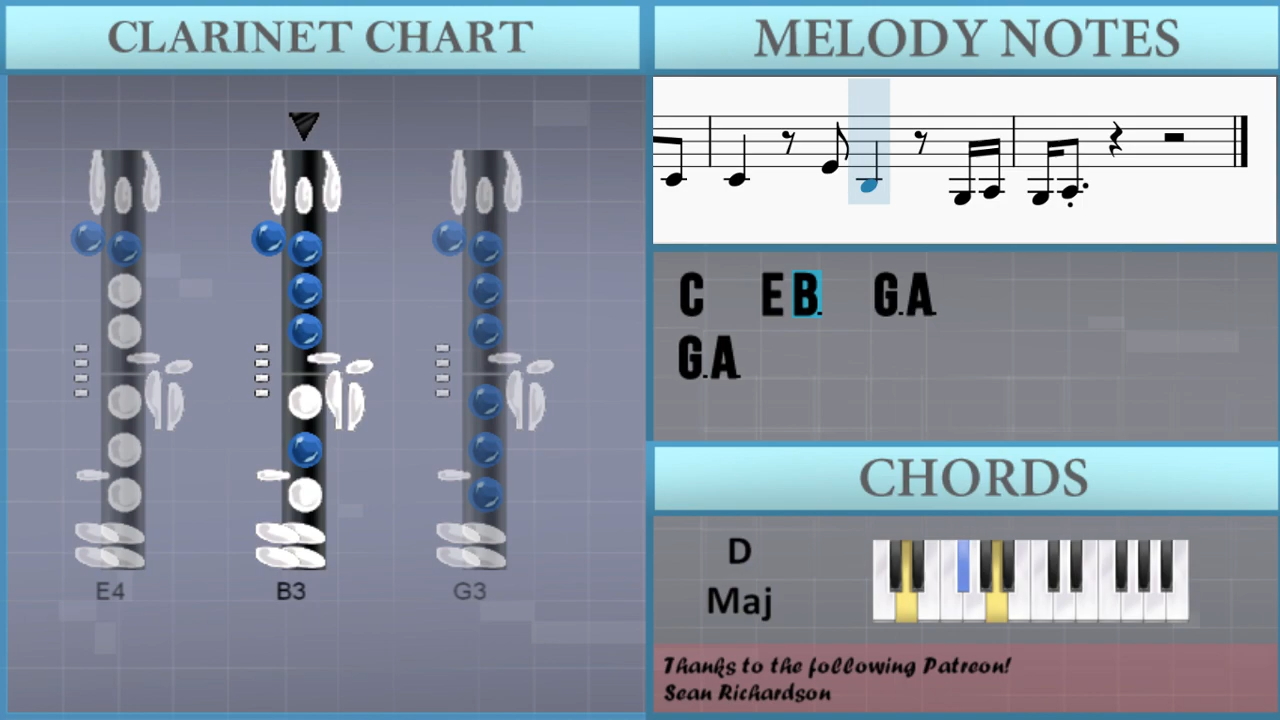 CLARINET CHART
E4 B3 G3
MELODY NOTES
C E B. G.A.
G.A.
CHORDS
D
Maj
Thanks to the following Patreon!
Sean Richardson